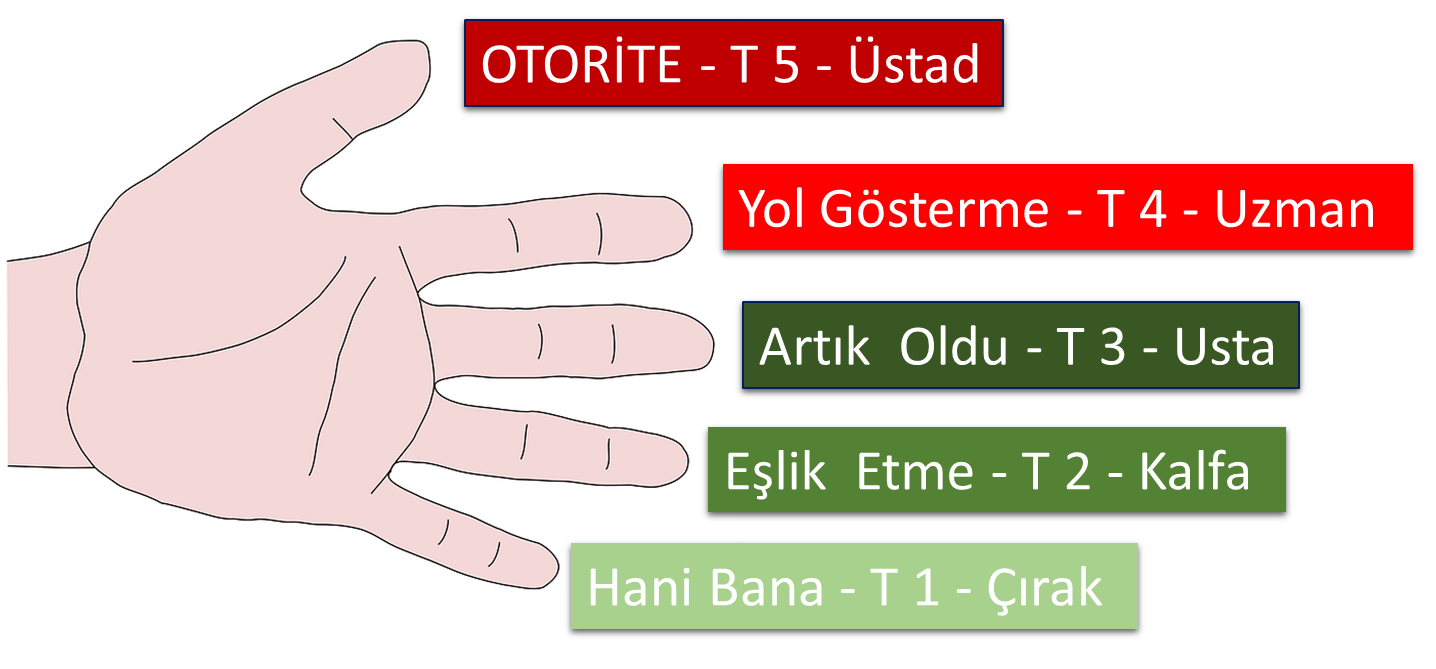 OTORİTE - T 5 - Üstad
Yol Gösterme - T 4 - Uzman
Artık Oldu - T 3 - Usta
Eşlik Etme - T 2 - Kalfa
Hani Bana - T 1 - Çırak